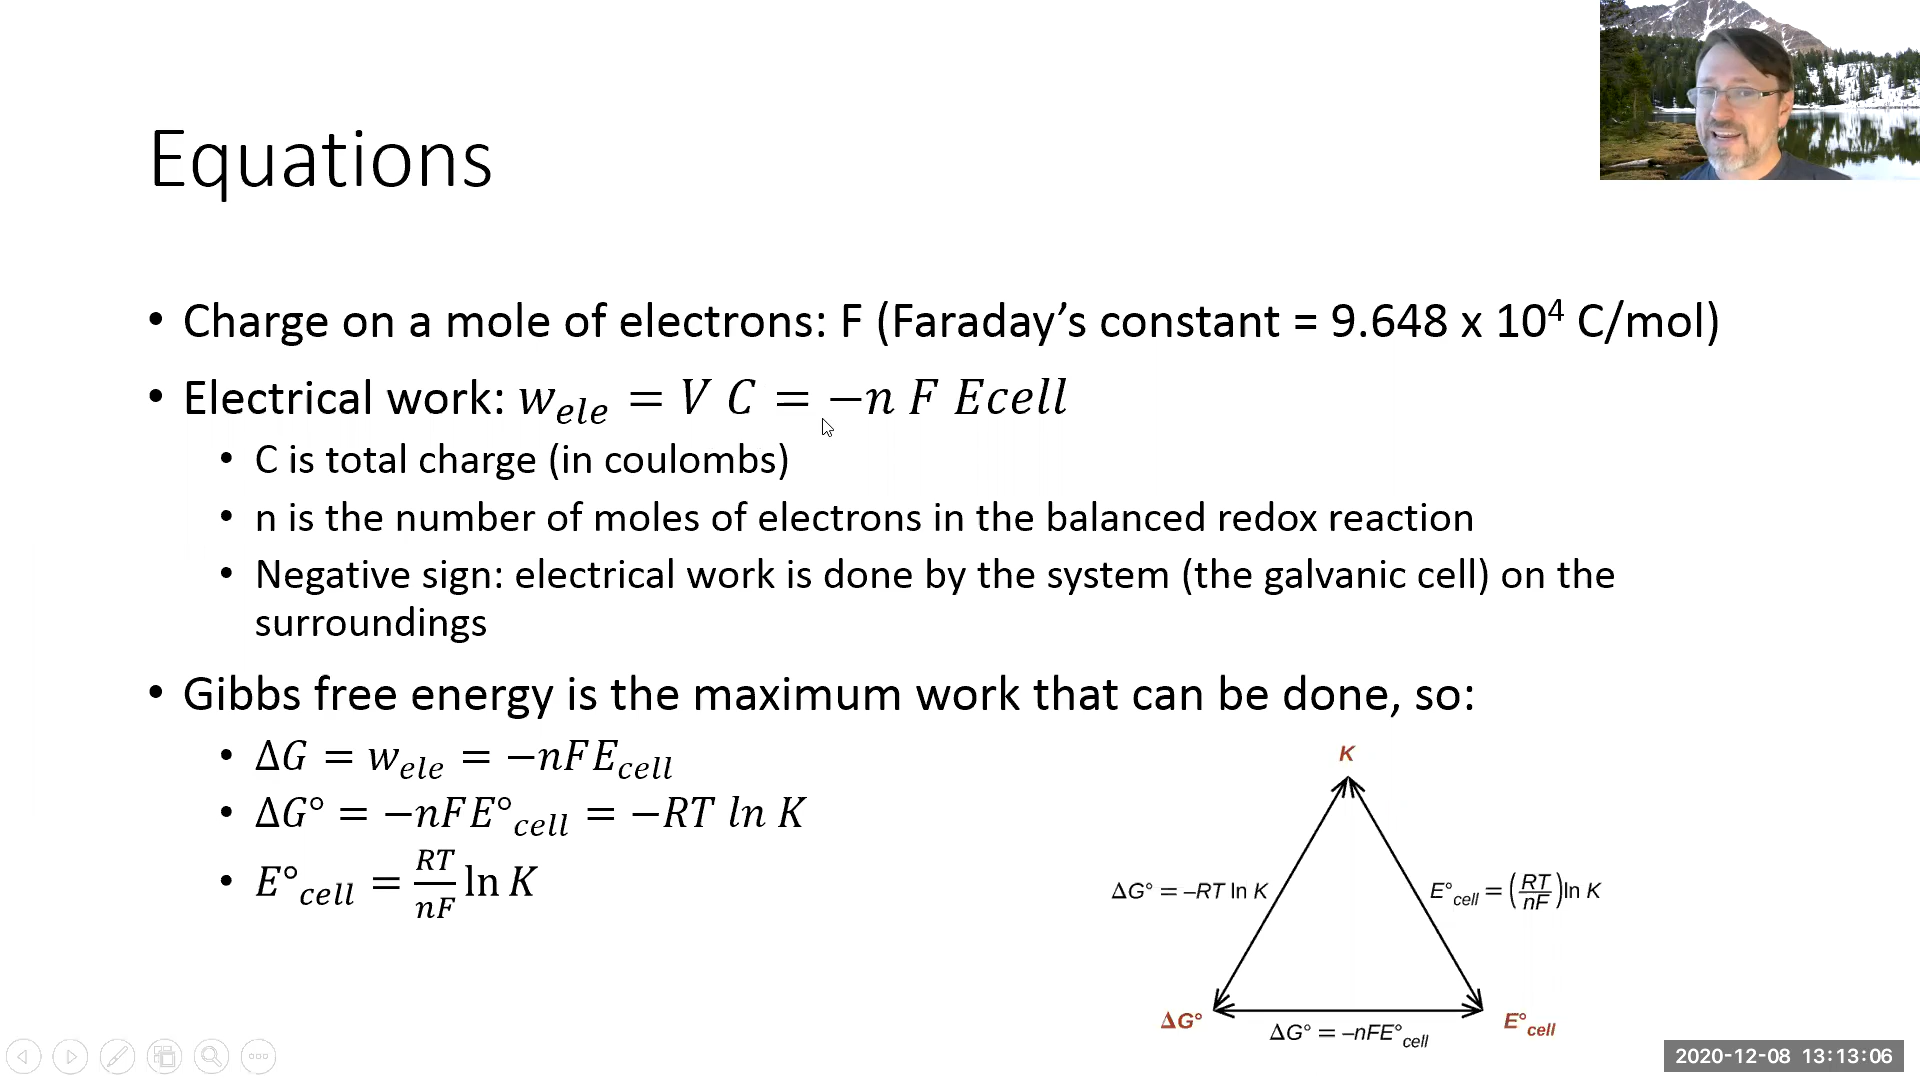 Equations
• Charge on a mole of electrons: F (Faraday’s constant = 9.648 x 10⁴ C/mol)
• Electrical work: w_ele = V C = −n F Ecell
• C is total charge (in coulombs)
• n is the number of moles of electrons in the balanced redox reaction
• Negative sign: electrical work is done by the system (the galvanic cell) on the
surroundings
• Gibbs free energy is the maximum work that can be done, so:
• ΔG = w_ele = −nFE_cell
• ΔG° = −nFE°_cell = −RT ln K
• E°_cell = RT/nF ln K
K
ΔG° = –RT ln K
E°_cell = (RT/nF) ln K
ΔG°
E°_cell
ΔG° = –nFE°_cell
2020-12-08 13:13:06